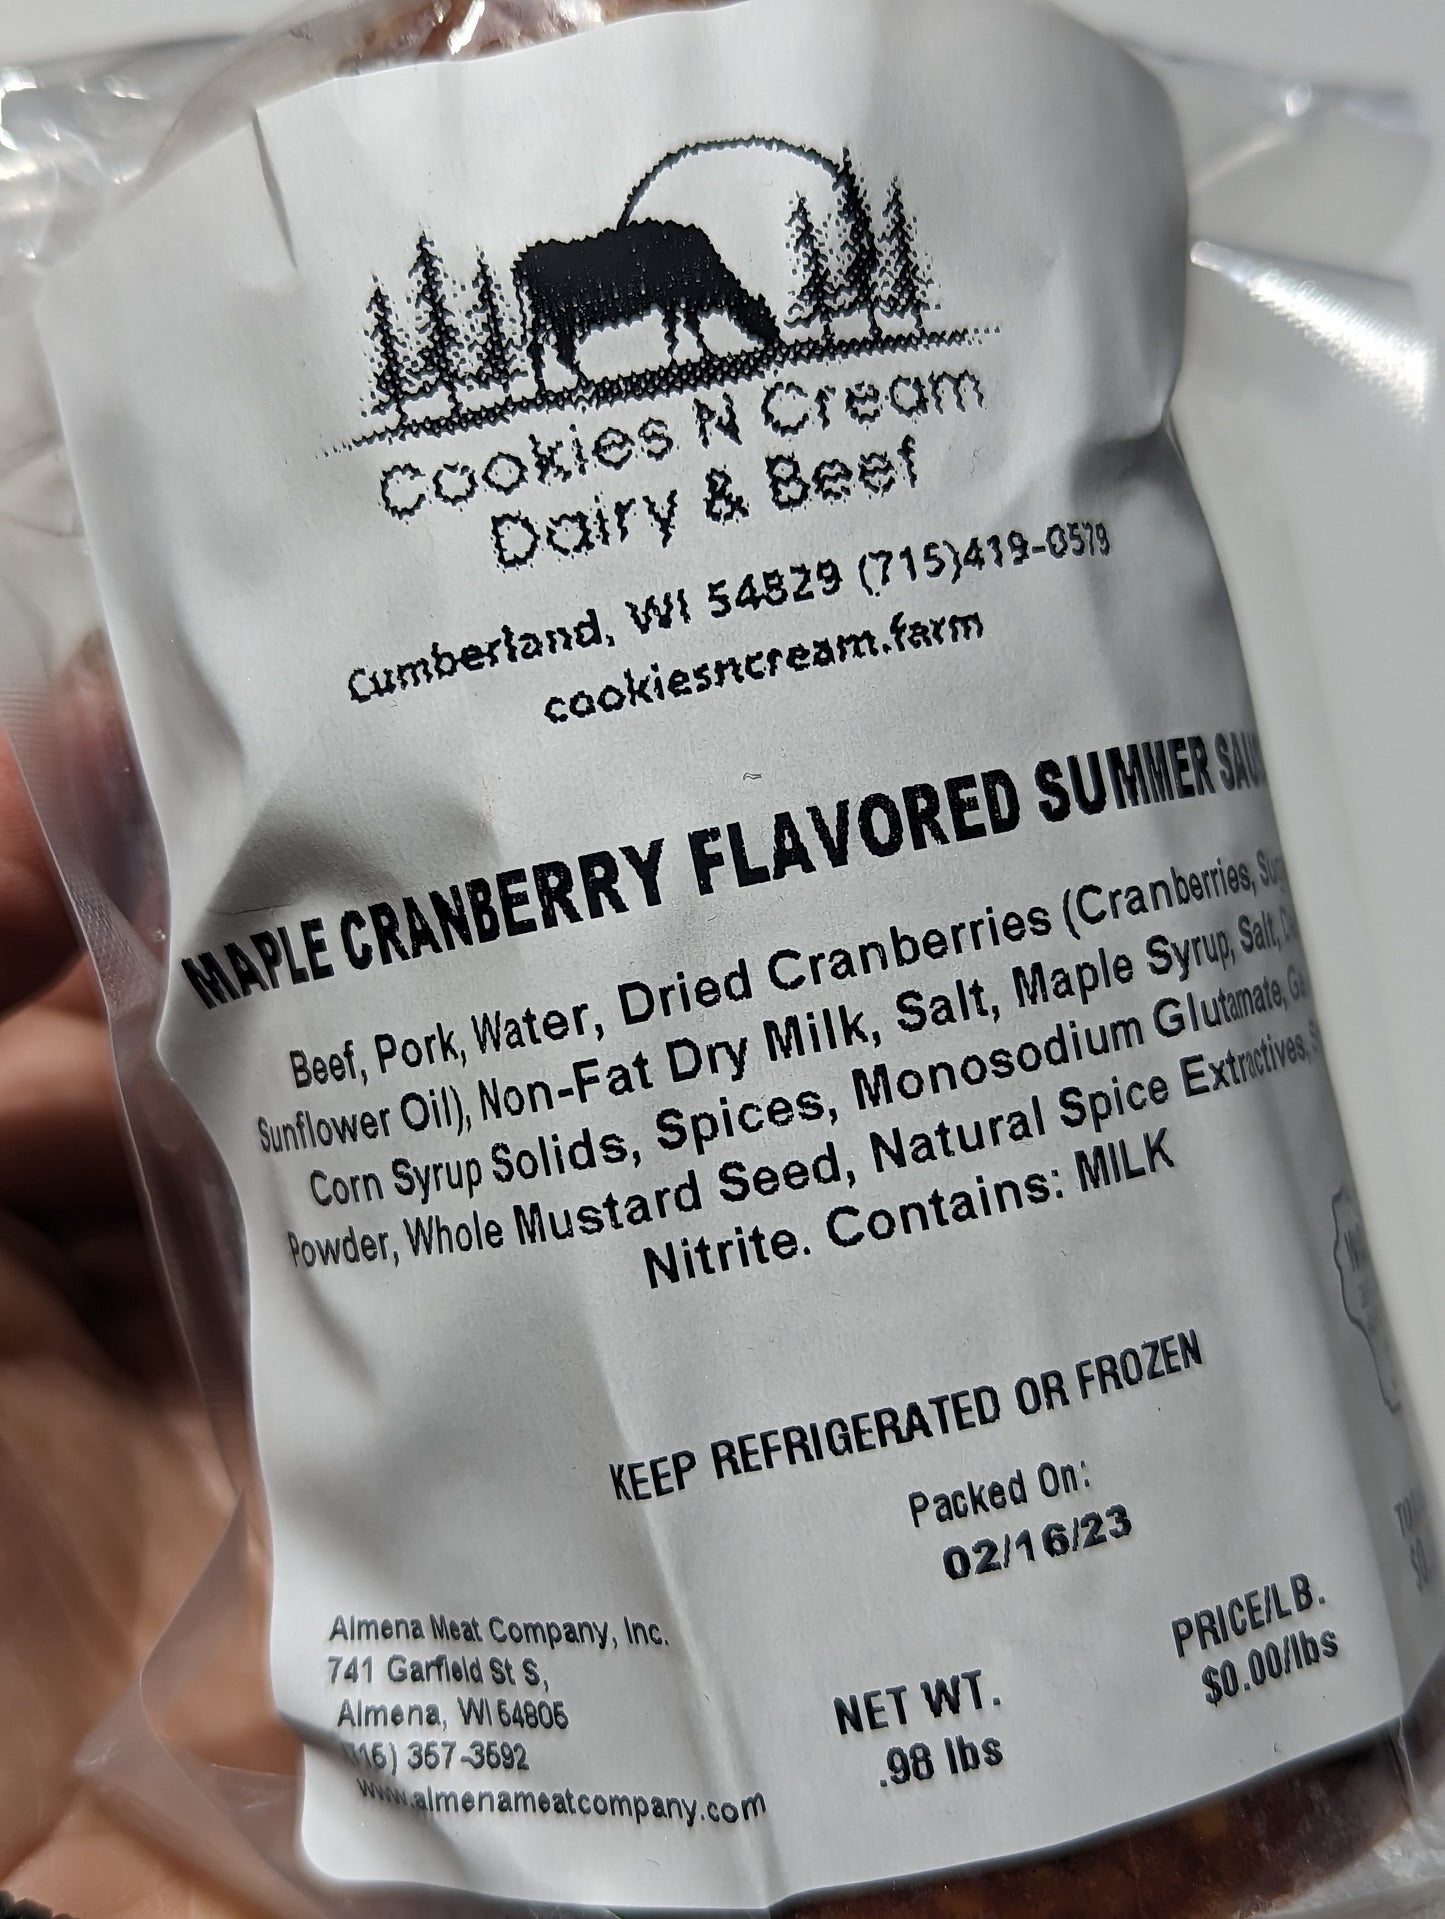 Cookies N Cream
Dairy & Beef
Cumberland, WI 54829 (715)419-0579
cookiesncream.farm
MAPLE CRANBERRY FLAVORED SUMMER SAU
Beef, Pork, Water, Dried Cranberries (Cranberries,
Sunflower Oil), Non-Fat Dry Milk, Salt, Maple Syrup, Salt,
Corn Syrup Solids, Spices, Monosodium Glutamate,
Powder, Whole Mustard Seed, Natural Spice Extractives,
Nitrite. Contains: MILK
KEEP REFRIGERATED OR FROZEN
Packed On:
02/16/23
PRICE/LB.
$0.00/lbs
NET WT.
.98 lbs
Almena Meat Company, Inc.
741 Garfield St S,
Almena, WI 54805
357-3592
www.almenameatcompany.com